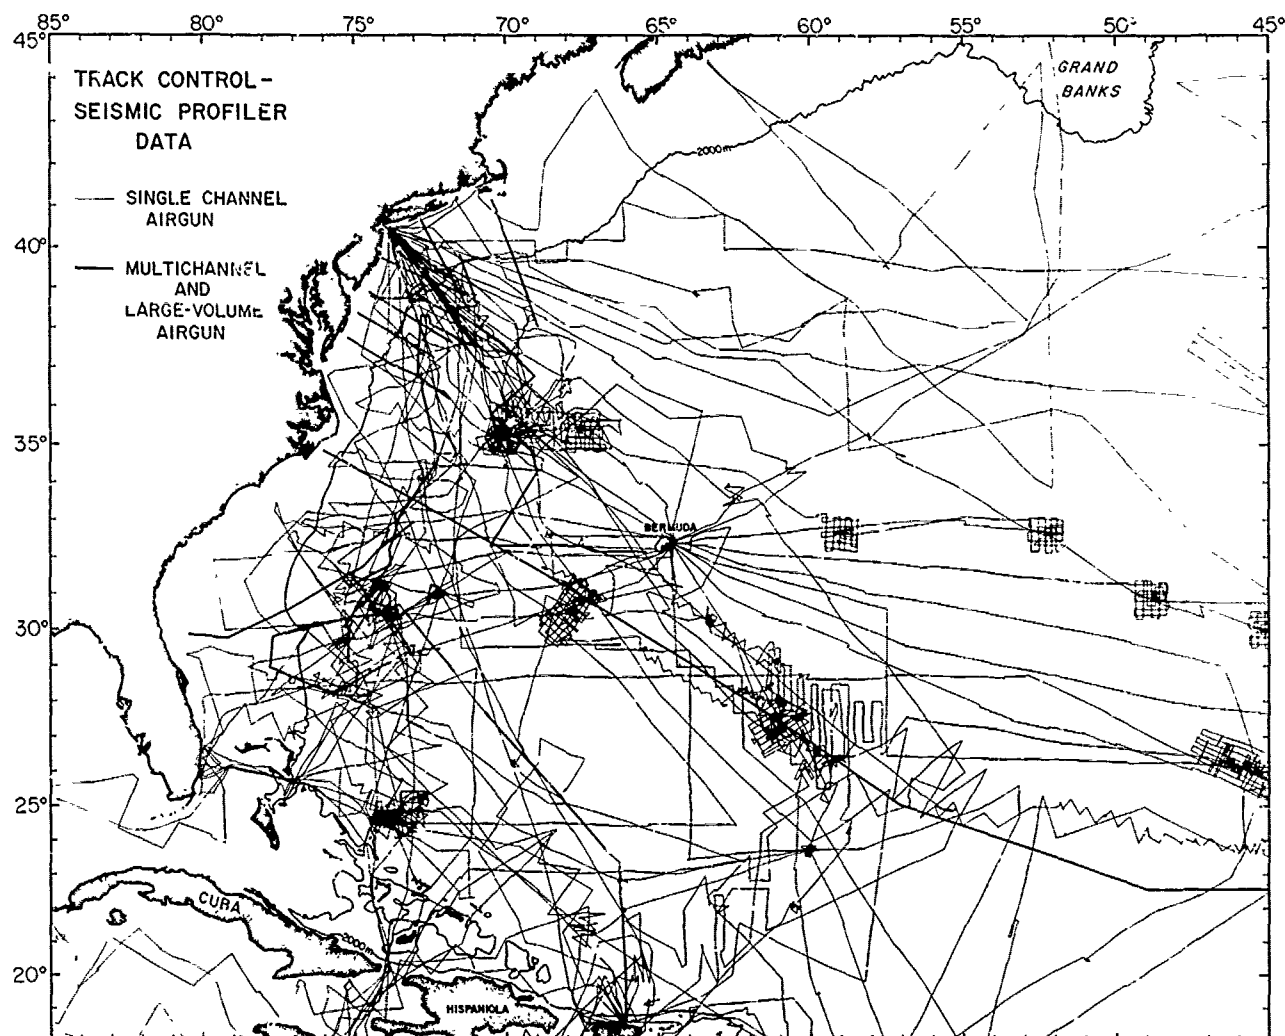 85° 80° 75° 70° 65° 60° 55° 50° 45°
45°
TRACK CONTROL-
SEISMIC PROFILER
DATA
SINGLE CHANNEL
AIRGUN
MULTICHANNEL
AND
LARGE-VOLUME
AIRGUN
GRAND
BANKS
2000m
40°
35°
BERMUDA
30°
25°
CUBA
2000m
20°
HISPANIOLA